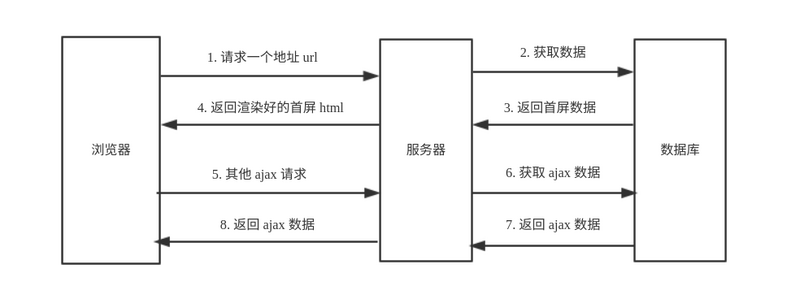 1. 请求一个地址 url
2. 获取数据
4. 返回渲染好的首屏 html
3. 返回首屏数据
浏览器
服务器
数据库
5. 其他 ajax 请求
6. 获取 ajax 数据
8. 返回 ajax 数据
7. 返回 ajax 数据